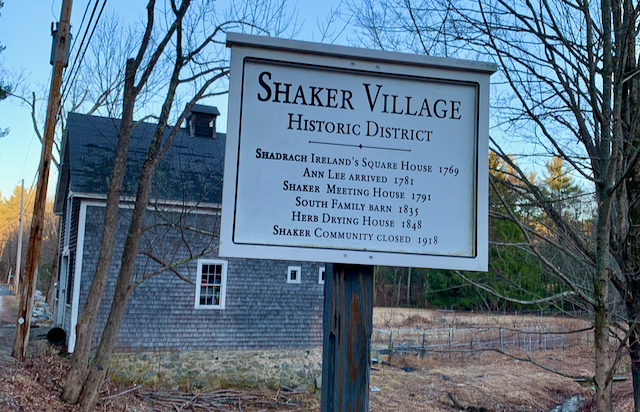 SHAKER VILLAGE
HISTORIC DISTRICT
SHADRACH IRELAND'S SQUARE HOUSE 1769
ANN LEE ARRIVED 1781
SHAKER MEETING HOUSE 1791
SOUTH FAMILY BARN 1835
HERB DRYING HOUSE 1848
SHAKER COMMUNITY CLOSED 1918